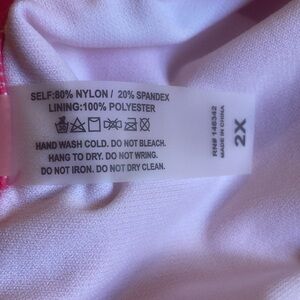 SELF:80% NYLON / 20% SPANDEX
LINING:100% POLYESTER
HAND WASH COLD. DO NOT BLEACH.
HANG TO DRY. DO NOT WRING.
DO NOT IRON. DO NOT DRY CLEAN.
RN# 146342
MADE IN CHINA
2X